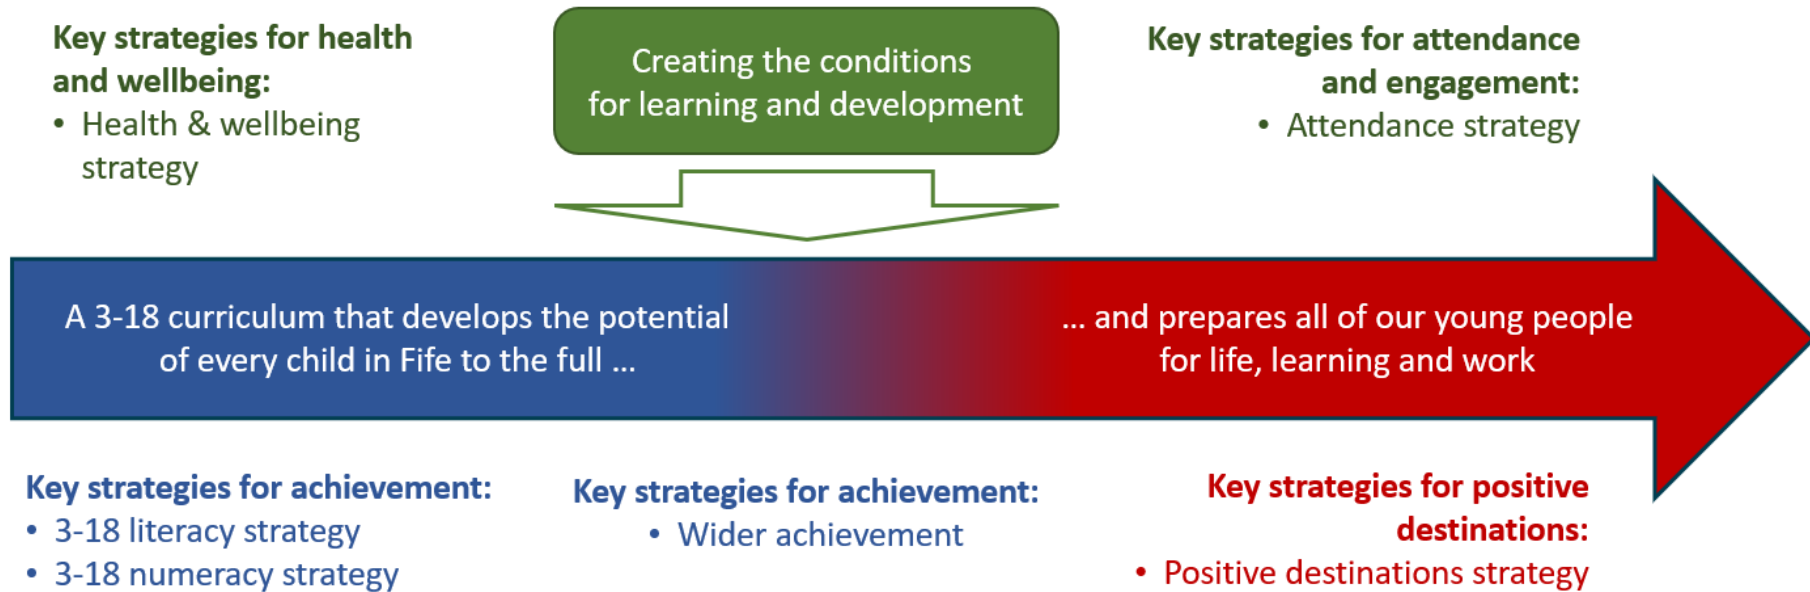 Key strategies for health
and wellbeing:
• Health & wellbeing
strategy
Creating the conditions
for learning and development
Key strategies for attendance
and engagement:
• Attendance strategy
A 3-18 curriculum that develops the potential
of every child in Fife to the full ...
... and prepares all of our young people
for life, learning and work
Key strategies for achievement:
• 3-18 literacy strategy
• 3-18 numeracy strategy
Key strategies for achievement:
• Wider achievement
Key strategies for positive
destinations:
• Positive destinations strategy